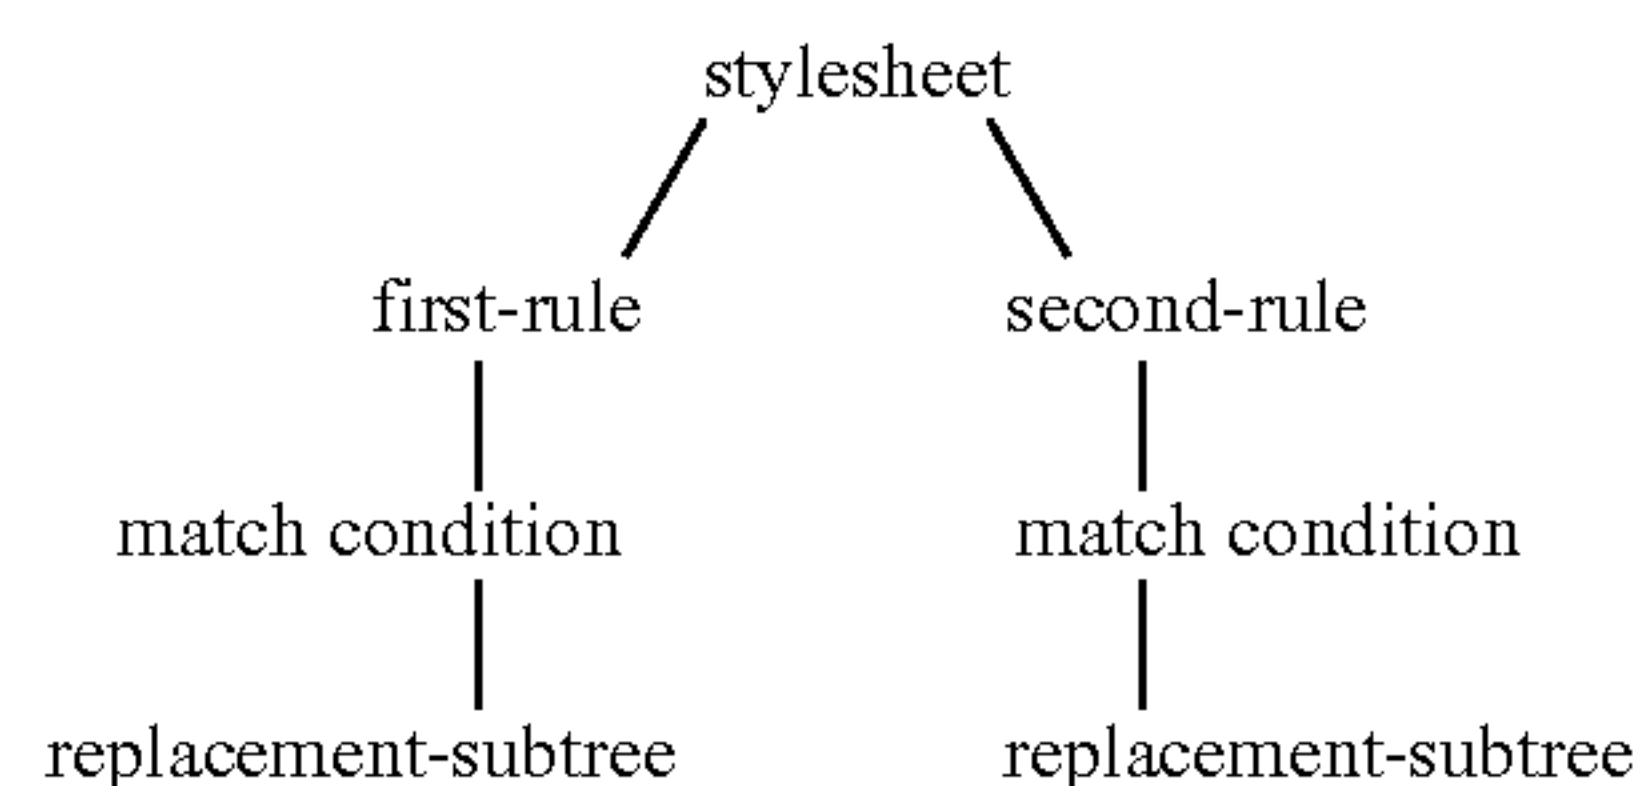 stylesheet
first-rule second-rule
match condition match condition
replacement-subtree replacement-subtree